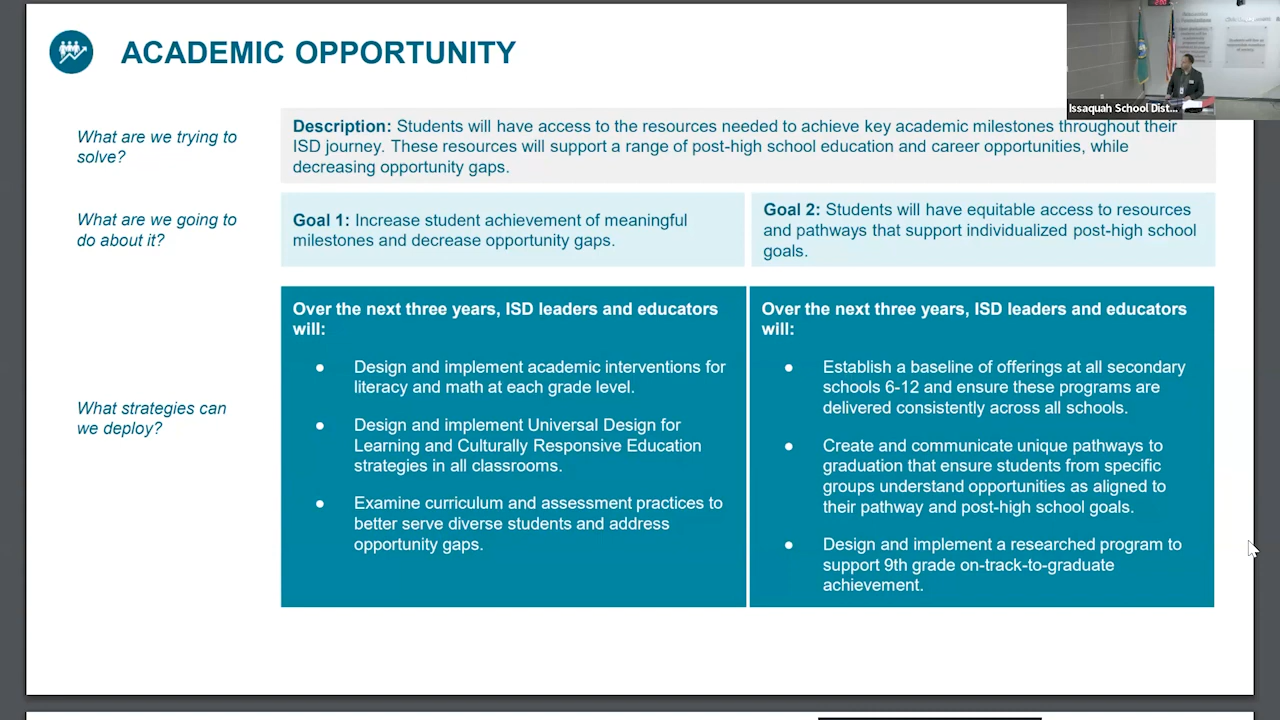 ACADEMIC OPPORTUNITY
Issaquah School Dist...
What are we trying to
solve?
Description: Students will have access to the resources needed to achieve key academic milestones throughout their
ISD journey. These resources will support a range of post-high school education and career opportunities, while
decreasing opportunity gaps.
What are we going to
do about it?
Goal 1: Increase student achievement of meaningful
milestones and decrease opportunity gaps.
Goal 2: Students will have equitable access to resources
and pathways that support individualized post-high school
goals.
What strategies can
we deploy?
Over the next three years, ISD leaders and educators
will:
● Design and implement academic interventions for
literacy and math at each grade level.
● Design and implement Universal Design for
Learning and Culturally Responsive Education
strategies in all classrooms.
● Examine curriculum and assessment practices to
better serve diverse students and address
opportunity gaps.
Over the next three years, ISD leaders and educators
will:
● Establish a baseline of offerings at all secondary
schools 6-12 and ensure these programs are
delivered consistently across all schools.
● Create and communicate unique pathways to
graduation that ensure students from specific
groups understand opportunities as aligned to
their pathway and post-high school goals.
● Design and implement a researched program to
support 9th grade on-track-to-graduate
achievement.